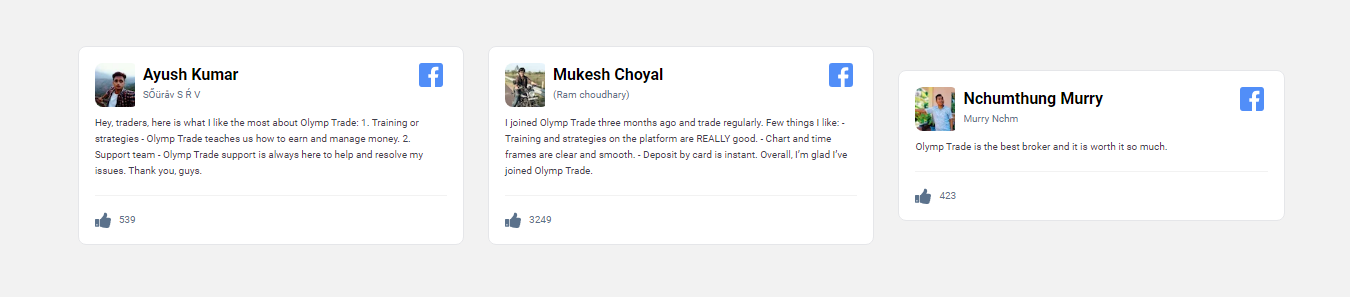 Ayush Kumar
SŐürâv S Ŕ V
Hey, traders, here is what I like the most about Olymp Trade: 1. Training or
strategies - Olymp Trade teaches us how to earn and manage money. 2.
Support team - Olymp Trade support is always here to help and resolve my
issues. Thank you, guys.
539
Mukesh Choyal
(Ram choudhary)
I joined Olymp Trade three months ago and trade regularly. Few things I like: -
Training and strategies on the platform are REALLY good. - Chart and time
frames are clear and smooth. - Deposit by card is instant. Overall, I'm glad I've
joined Olymp Trade.
3249
Nchumthung Murry
Murry Nchm
Olymp Trade is the best broker and it is worth it so much.
423